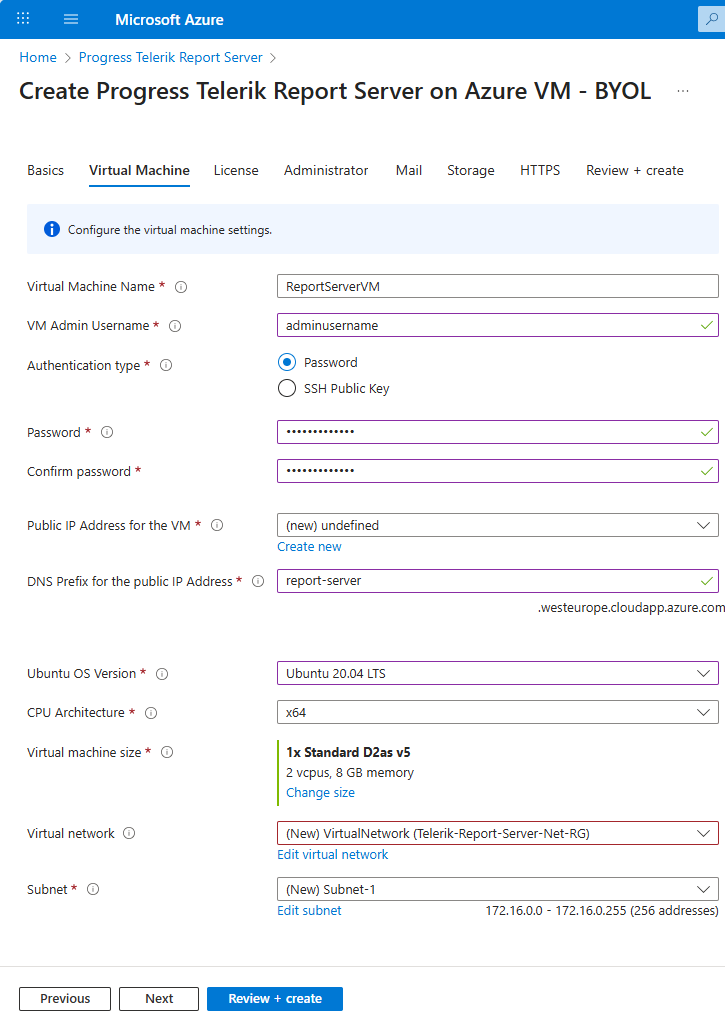 Microsoft Azure
Home > Progress Telerik Report Server >
Create Progress Telerik Report Server on Azure VM - BYOL ...
Basics Virtual Machine License Administrator Mail Storage HTTPS Review + create
Configure the virtual machine settings.
Virtual Machine Name * ReportServerVM
VM Admin Username * adminusername
Authentication type * Password
SSH Public Key
Password * •••••••••••••
Confirm password * •••••••••••••
Public IP Address for the VM * (new) undefined
Create new
DNS Prefix for the public IP Address * report-server
.westeurope.cloudapp.azure.com
Ubuntu OS Version * Ubuntu 20.04 LTS
CPU Architecture * x64
Virtual machine size * 1x Standard D2as v5
2 vcpus, 8 GB memory
Change size
Virtual network (New) VirtualNetwork (Telerik-Report-Server-Net-RG)
Edit virtual network
Subnet * (New) Subnet-1
Edit subnet 172.16.0.0 - 172.16.0.255 (256 addresses)
Previous Next Review + create